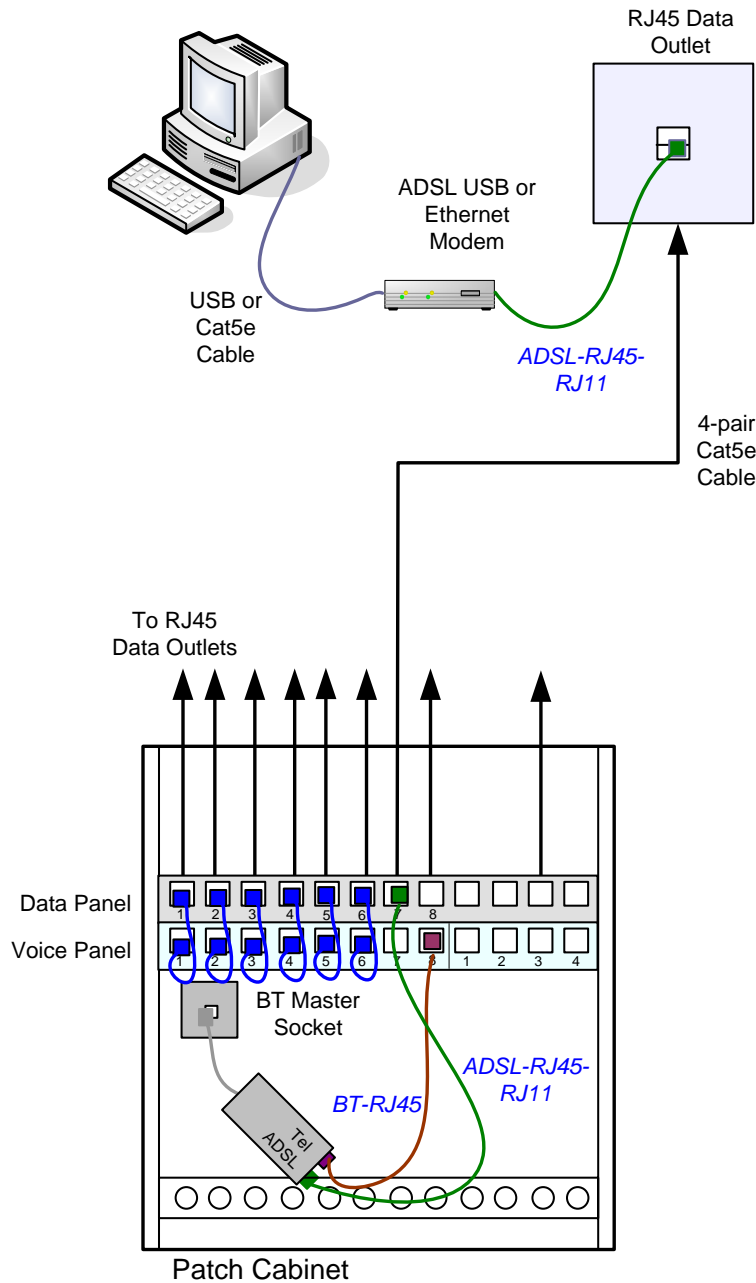 RJ45 Data
Outlet
ADSL USB or
Ethernet
Modem
USB or
Cat5e
Cable
ADSL-RJ45-
RJ11
4-pair
Cat5e
Cable
To RJ45
Data Outlets
Data Panel
1 2 3 4 5 6 7 8
Voice Panel
1 2 3 4 5 6 7 8 1 2 3 4
BT Master
Socket
ADSL-RJ45-
RJ11
BT-RJ45
Tel
ADSL
Patch Cabinet